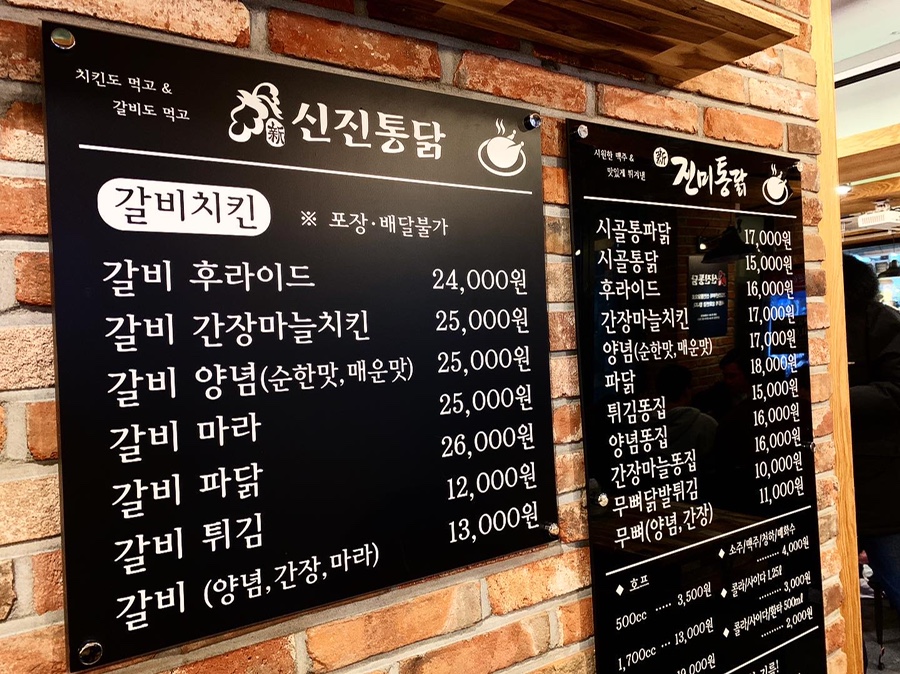 치킨도 먹고 &
갈비도 먹고
新
신진통닭
갈비치킨 ※ 포장·배달불가
갈비 후라이드 24,000원
갈비 간장마늘치킨 25,000원
갈비 양념(순한맛,매운맛) 25,000원
갈비 마라 25,000원
갈비 파닭 26,000원
갈비 튀김 12,000원
갈비 (양념,간장,마라) 13,000원
시원한 맥주 &
맛있게 튀겨낸
新
진미통닭
시골통파닭 17,000원
시골통닭 15,000원
후라이드 16,000원
간장마늘치킨 17,000원
양념(순한맛,매운맛) 17,000원
파닭 18,000원
튀김똥집 15,000원
양념똥집 16,000원
간장마늘똥집 16,000원
무뼈닭발튀김 10,000원
무뼈(양념,간장) 11,000원
◆ 호프
500cc ····· 3,500원
1,700cc ··· 13,000원
◆ 소주/맥주/청하/매화수
········· 4,000원
◆ 콜라/사이다 1.25ℓ
········· 3,000원
◆ 콜라/사이다/환타 500㎖
········· 2,000원